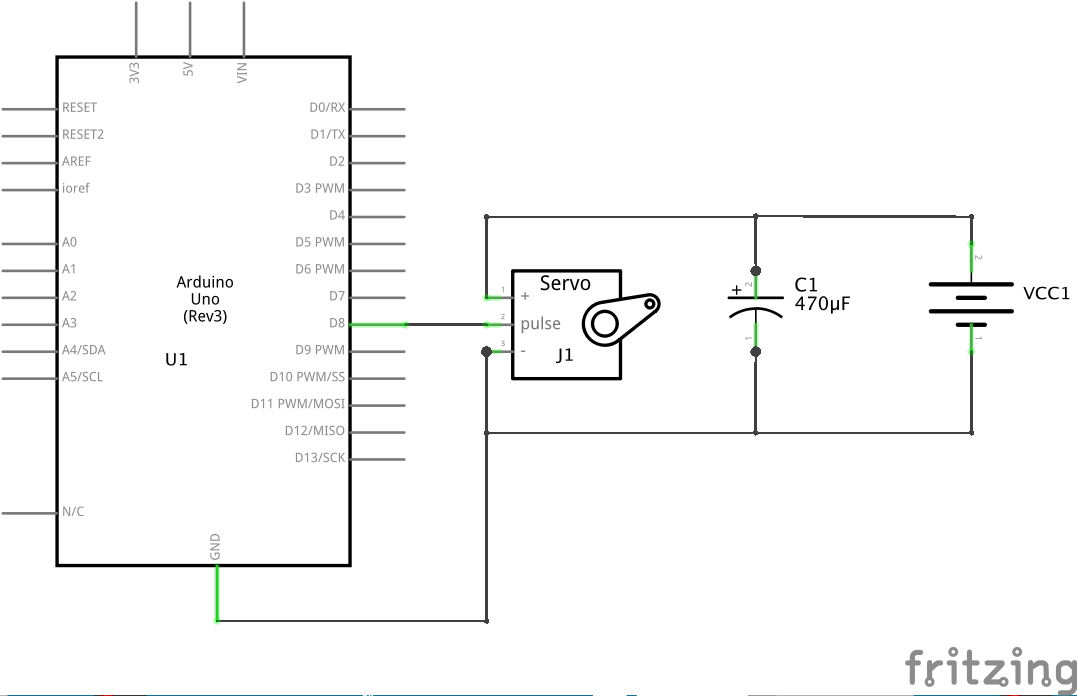 3V3
5V
VIN
RESET
RESET2
AREF
ioref
A0
A1
A2
A3
A4/SDA
A5/SCL
N/C
Arduino
Uno
(Rev3)
U1
D0/RX
D1/TX
D2
D3 PWM
D4
D5 PWM
D6 PWM
D7
D8
D9 PWM
D10 PWM/SS
D11 PWM/MOSI
D12/MISO
D13/SCK
GND
Servo
1
+
2
pulse
3
-
J1
+
2
1
C1
470µF
2
1
VCC1
fritzing